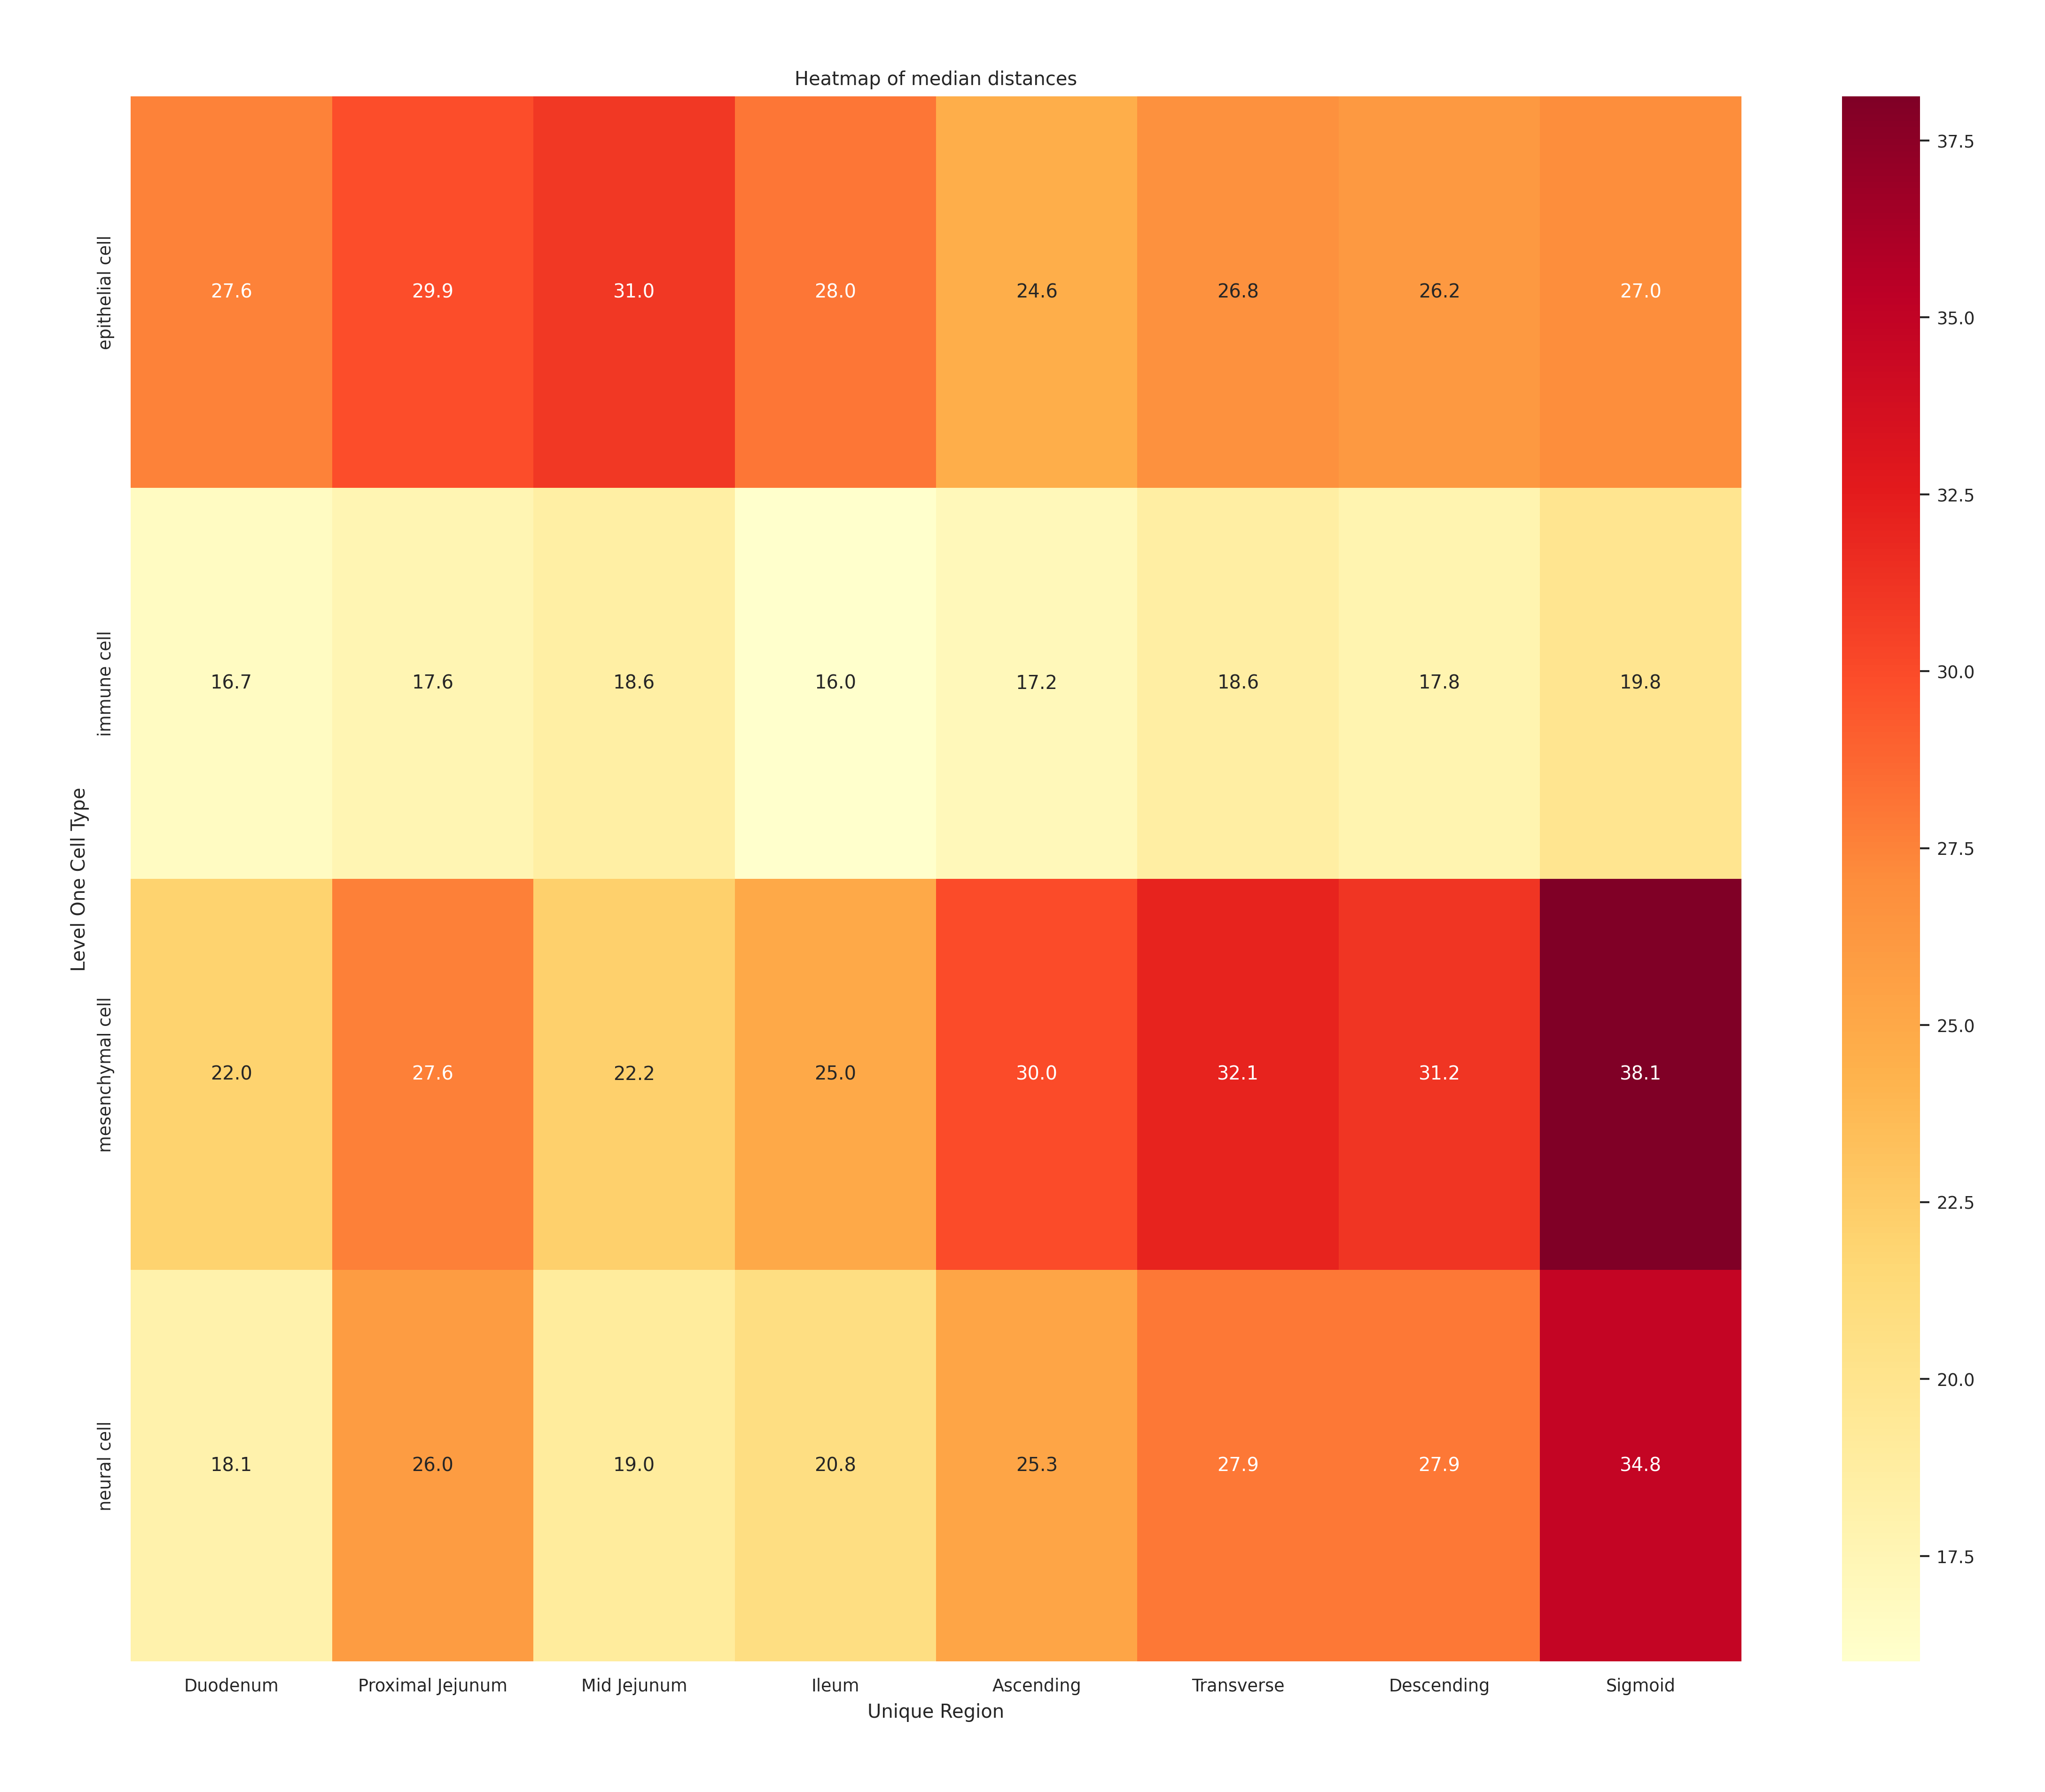 Heatmap of median distances
Level One Cell Type
epithelial cell
27.6 29.9 31.0 28.0 24.6 26.8 26.2 27.0
immune cell
16.7 17.6 18.6 16.0 17.2 18.6 17.8 19.8
mesenchymal cell
22.0 27.6 22.2 25.0 30.0 32.1 31.2 38.1
neural cell
18.1 26.0 19.0 20.8 25.3 27.9 27.9 34.8
Duodenum Proximal Jejunum Mid Jejunum Ileum Ascending Transverse Descending Sigmoid
Unique Region
37.5
35.0
32.5
30.0
27.5
25.0
22.5
20.0
17.5